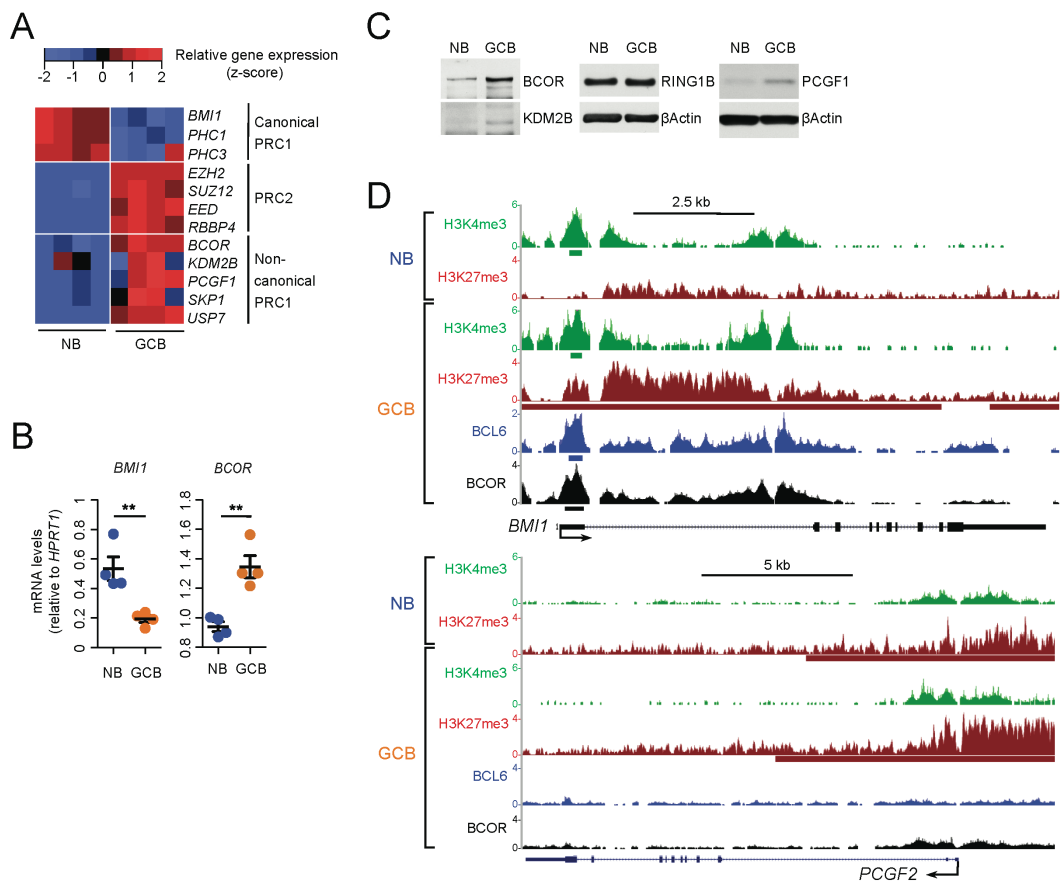 A
Relative gene expression
(z-score)
-2 -1 0 1 2
BMI1
PHC1
PHC3
Canonical
PRC1
EZH2
SUZ12
EED
RBBP4
PRC2
BCOR
KDM2B
PCGF1
SKP1
USP7
Non-
canonical
PRC1
NB GCB
B
BMI1
mRNA levels
(relative to HPRT1)
1
0.8
0.6
0.4
0.2
0
**
NB GCB
BCOR
1.8
1.6
1.4
1.2
1.0
0.8
**
NB GCB
C
NB GCB
BCOR
KDM2B
NB GCB
RING1B
βActin
NB GCB
PCGF1
βActin
D
2.5 kb
NB
H3K4me3
6
0
H3K27me3
4
0
GCB
H3K4me3
6
0
H3K27me3
4
0
BCL6
2
0
BCOR
4
0
BMI1
5 kb
NB
H3K4me3
6
0
H3K27me3
4
0
GCB
H3K4me3
6
0
H3K27me3
4
0
BCL6
4
0
BCOR
4
0
PCGF2